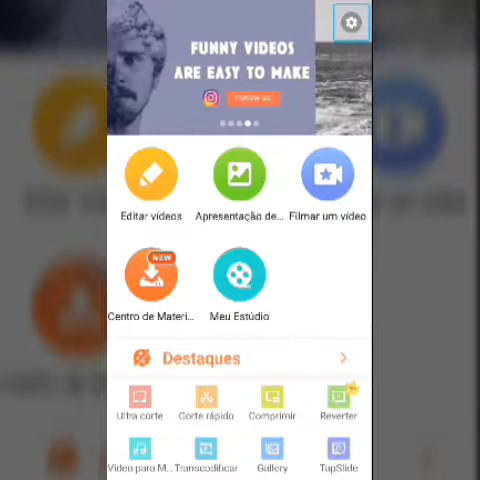 FUNNY VIDEOS
ARE EASY TO MAKE
FOLLOW US
Editar vídeos
Apresentação de...
Filmar um vídeo
NEW
Centro de Materi...
Meu Estúdio
Destaques
Ultra corte
Corte rápido
Comprimir
Reverter
Vídeo para M...
Transcodificar
Gallery
TapSlide